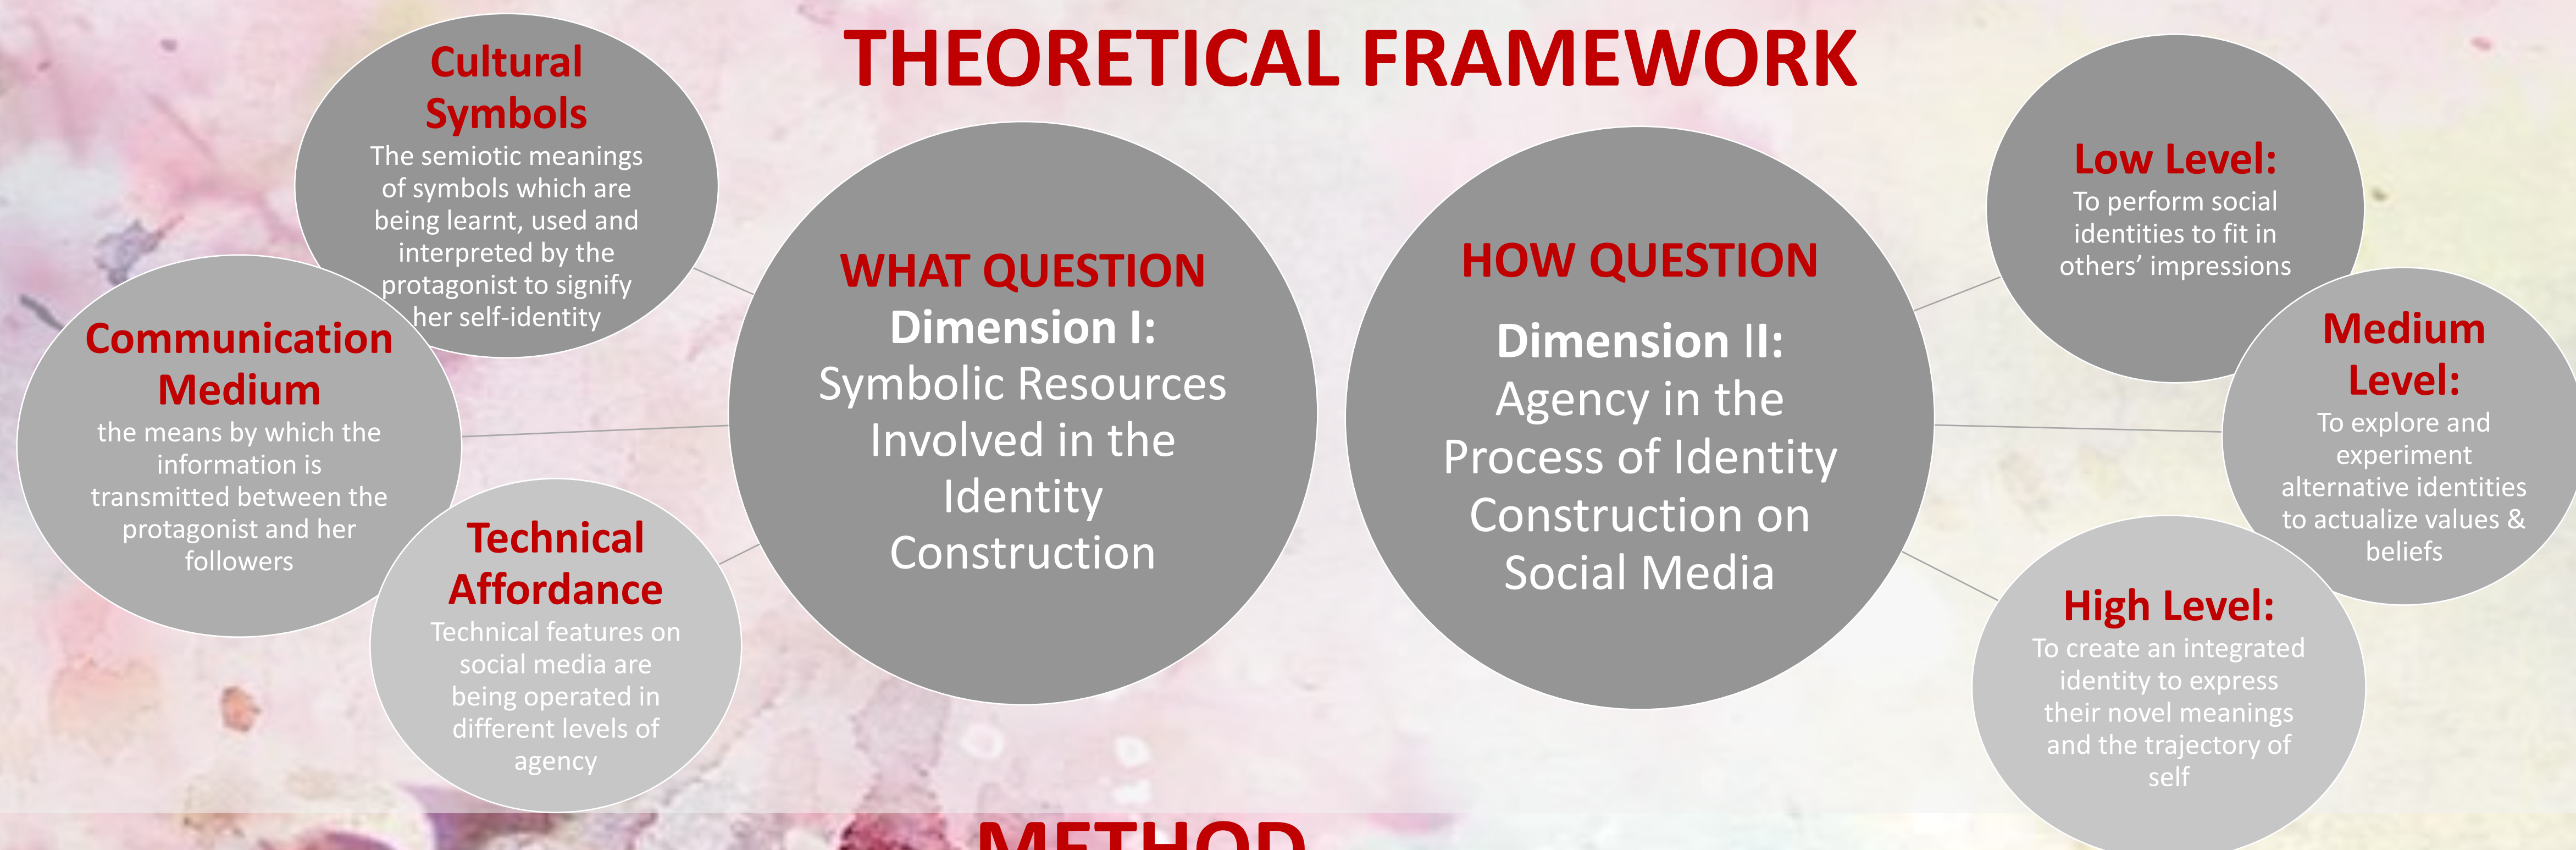 THEORETICAL FRAMEWORK
Cultural
Symbols
The semiotic meanings
of symbols which are
being learnt, used and
interpreted by the
protagonist to signify
her self-identity
Communication
Medium
the means by which the
information is
transmitted between the
protagonist and her
followers
Technical
Affordance
Technical features on
social media are
being operated in
different levels of
agency
WHAT QUESTION
Dimension I:
Symbolic Resources
Involved in the
Identity
Construction
HOW QUESTION
Dimension II:
Agency in the
Process of Identity
Construction on
Social Media
Low Level:
To perform social
identities to fit in
others’ impressions
Medium
Level:
To explore and
experiment
alternative identities
to actualize values &
beliefs
High Level:
To create an integrated
identity to express
their novel meanings
and the trajectory of
self
METHOD